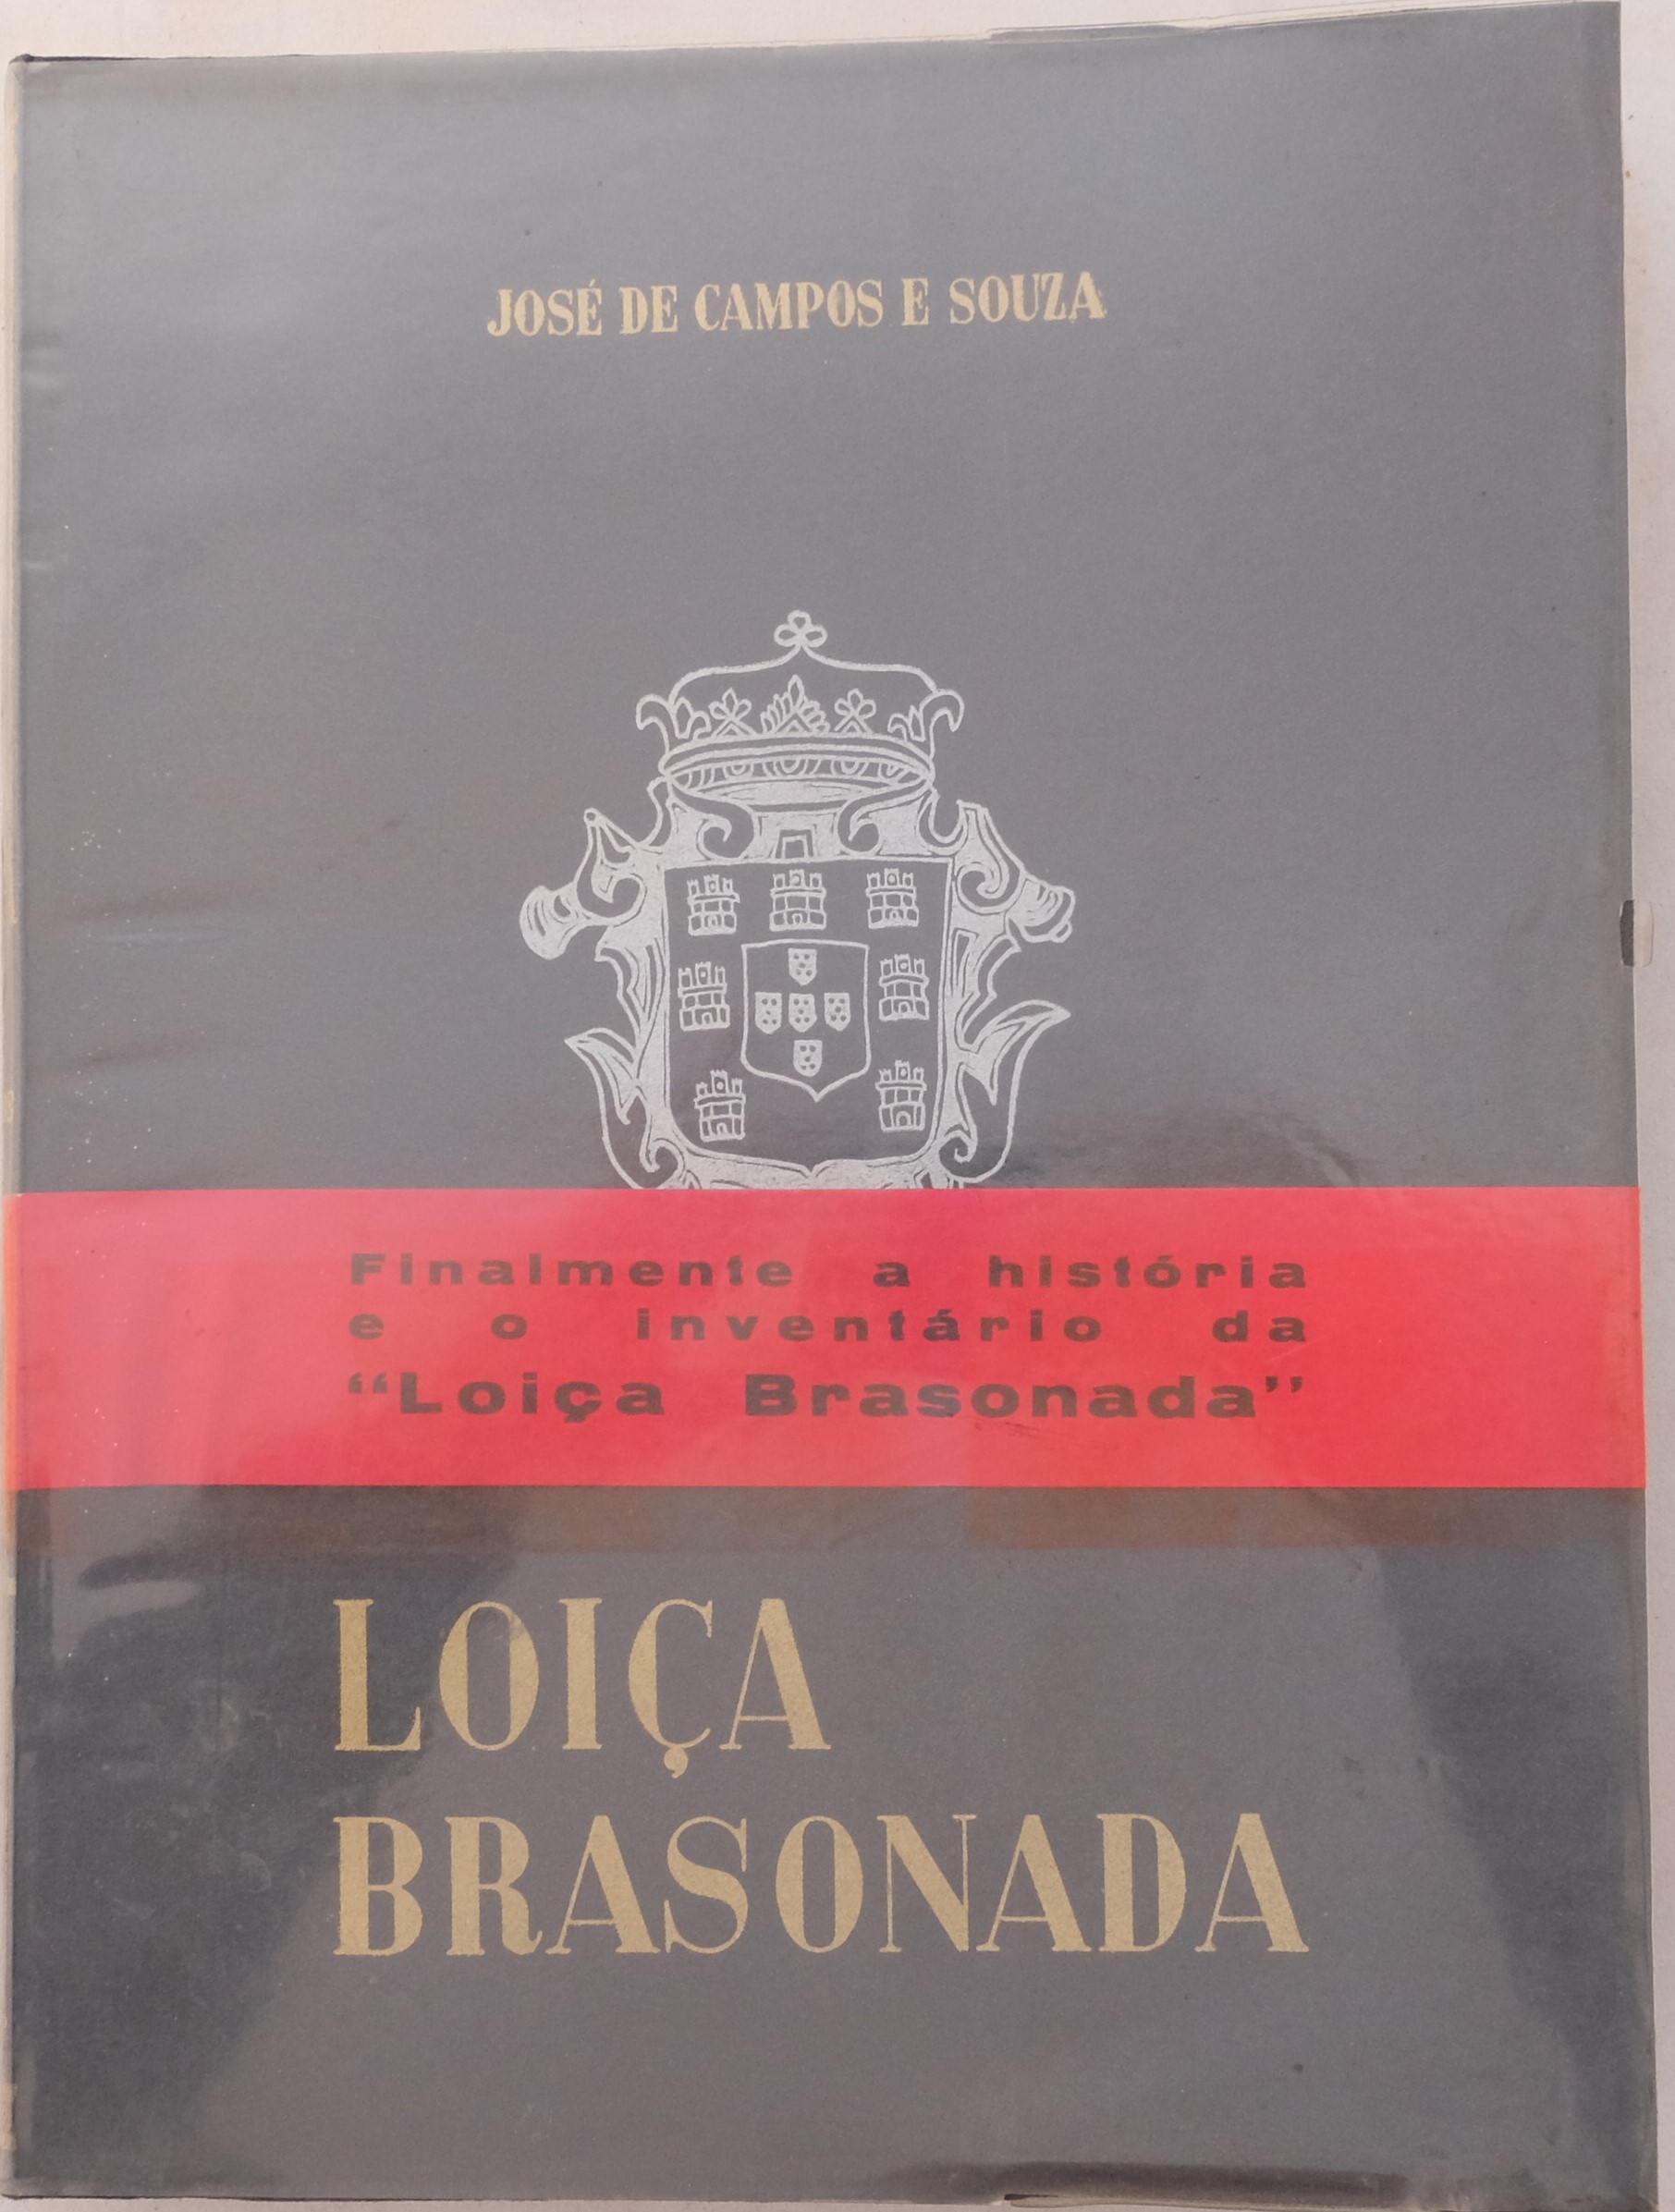 JOSÉ DE CAMPOS E SOUZA
Finalmente a história
e o inventário da
“Loiça Brasonada”
LOIÇA
BRASONADA